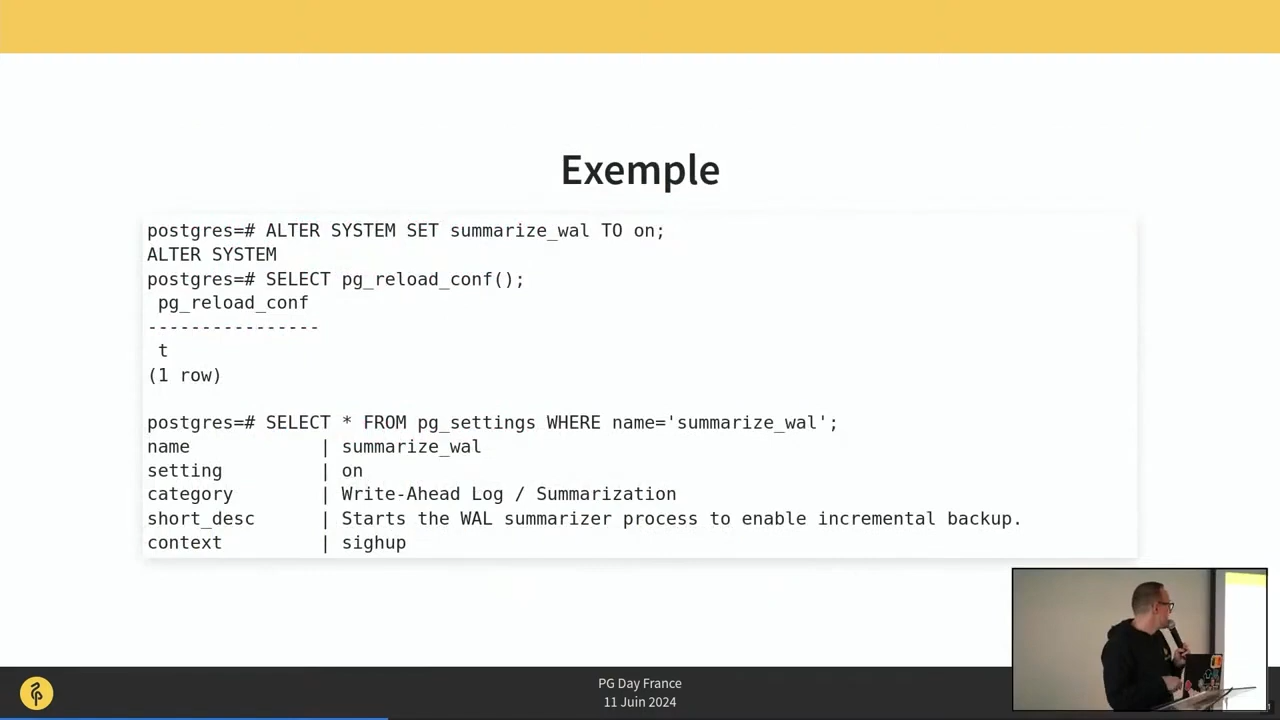 Exemple
postgres=# ALTER SYSTEM SET summarize_wal TO on;
ALTER SYSTEM
postgres=# SELECT pg_reload_conf();
 pg_reload_conf
----------------
 t
(1 row)

postgres=# SELECT * FROM pg_settings WHERE name='summarize_wal';
name            | summarize_wal
setting         | on
category        | Write-Ahead Log / Summarization
short_desc      | Starts the WAL summarizer process to enable incremental backup.
context         | sighup
PG Day France
11 Juin 2024